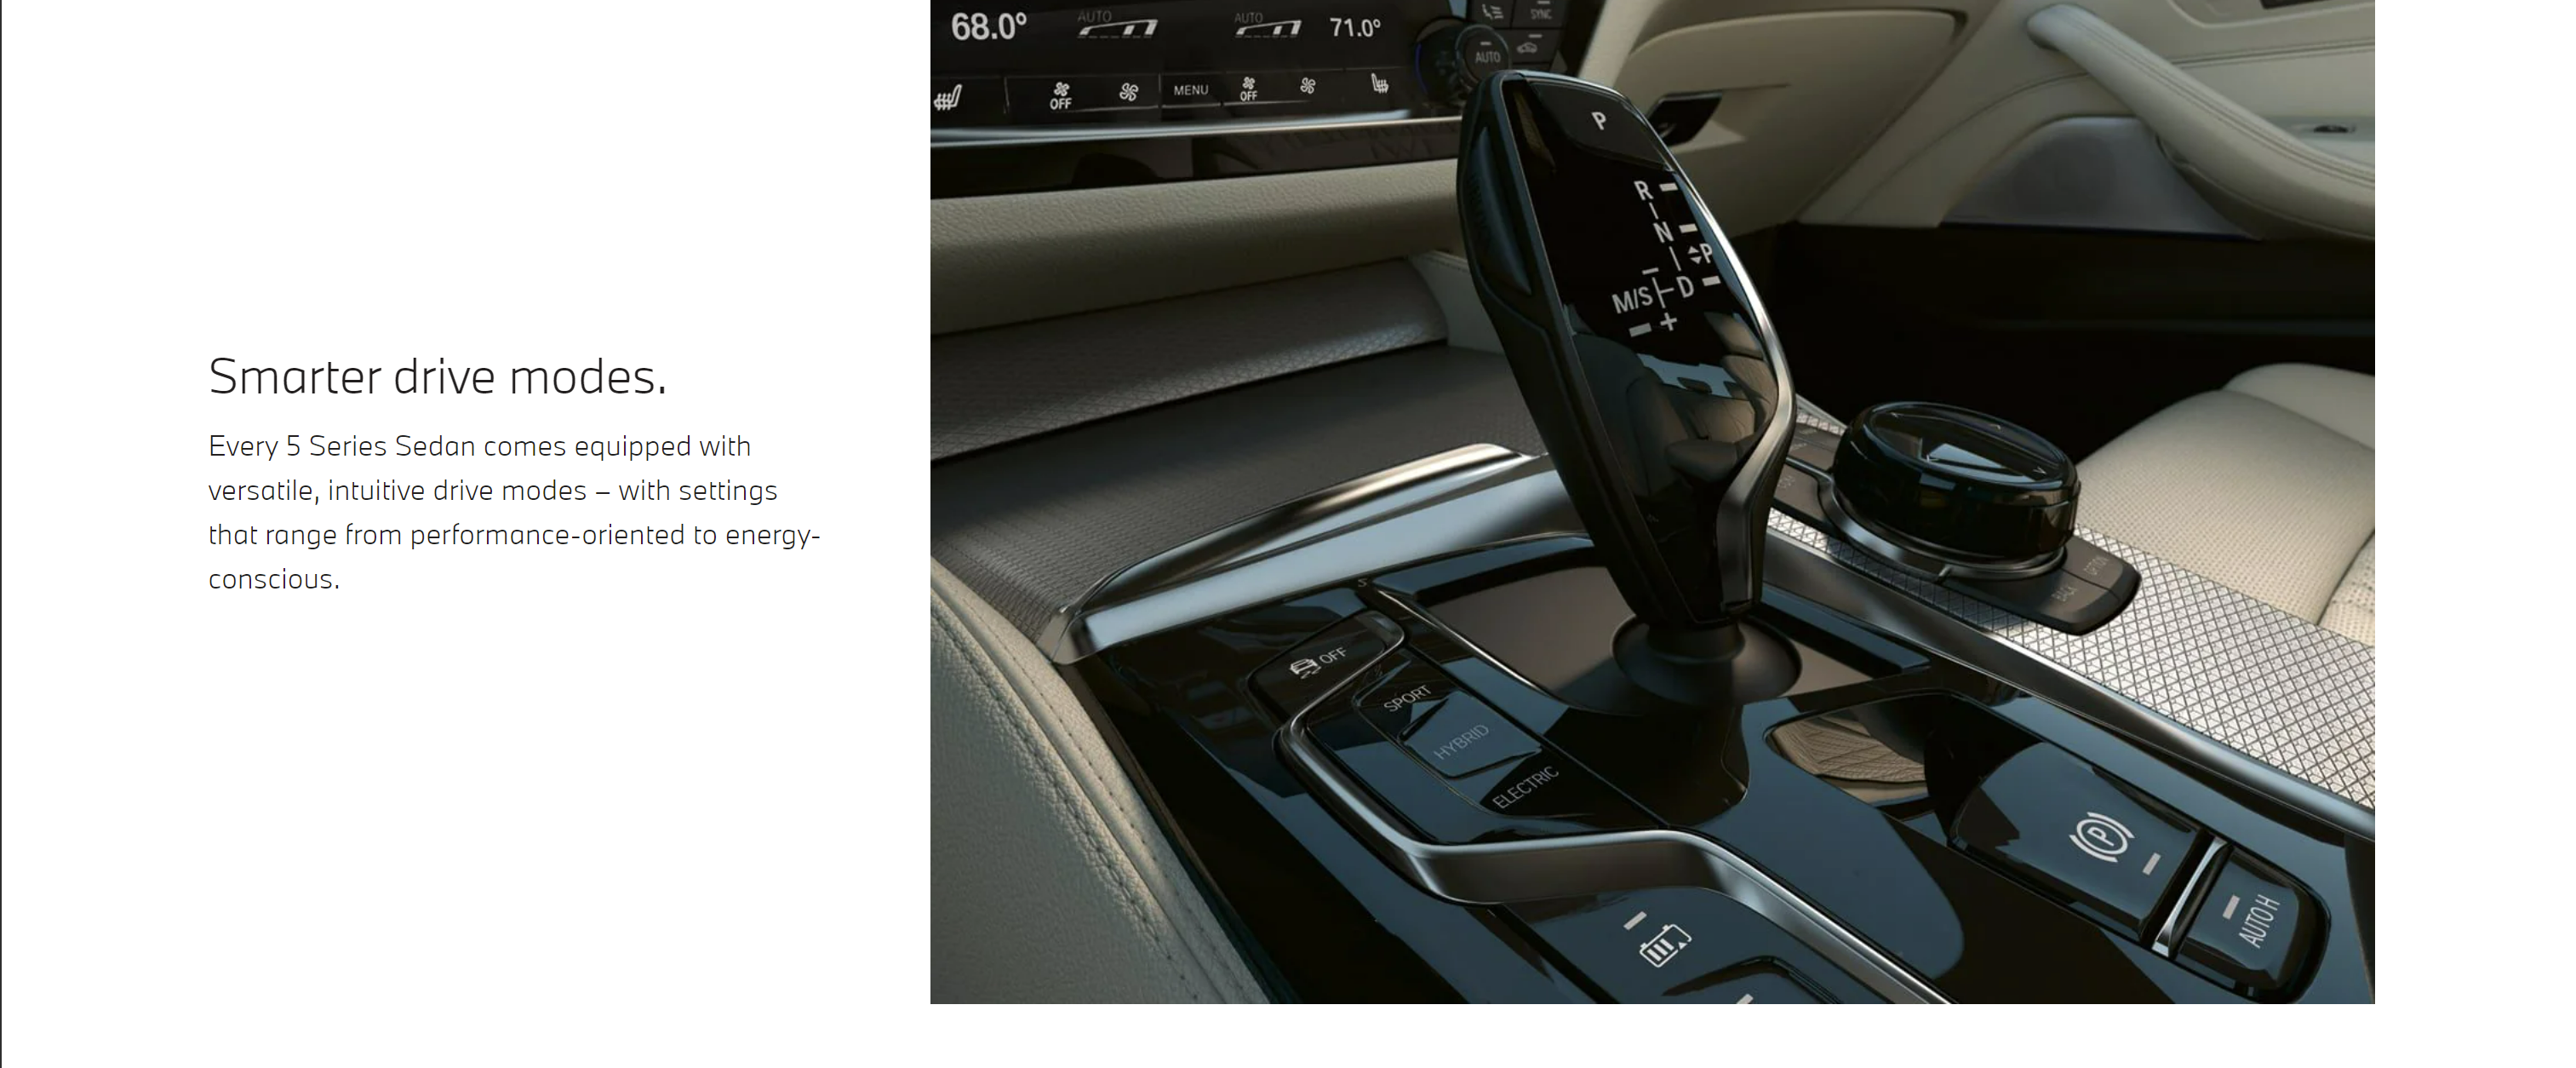 Smarter drive modes.
Every 5 Series Sedan comes equipped with
versatile, intuitive drive modes – with settings
that range from performance-oriented to energy-
conscious.
68.0°
AUTO
AUTO
71.0°
SYNC
AUTO
OFF
MENU
OFF
P
R
N
P
M/S
D
+
OPTION
BACK
OFF
SPORT
HYBRID
ELECTRIC
P
AUTO H